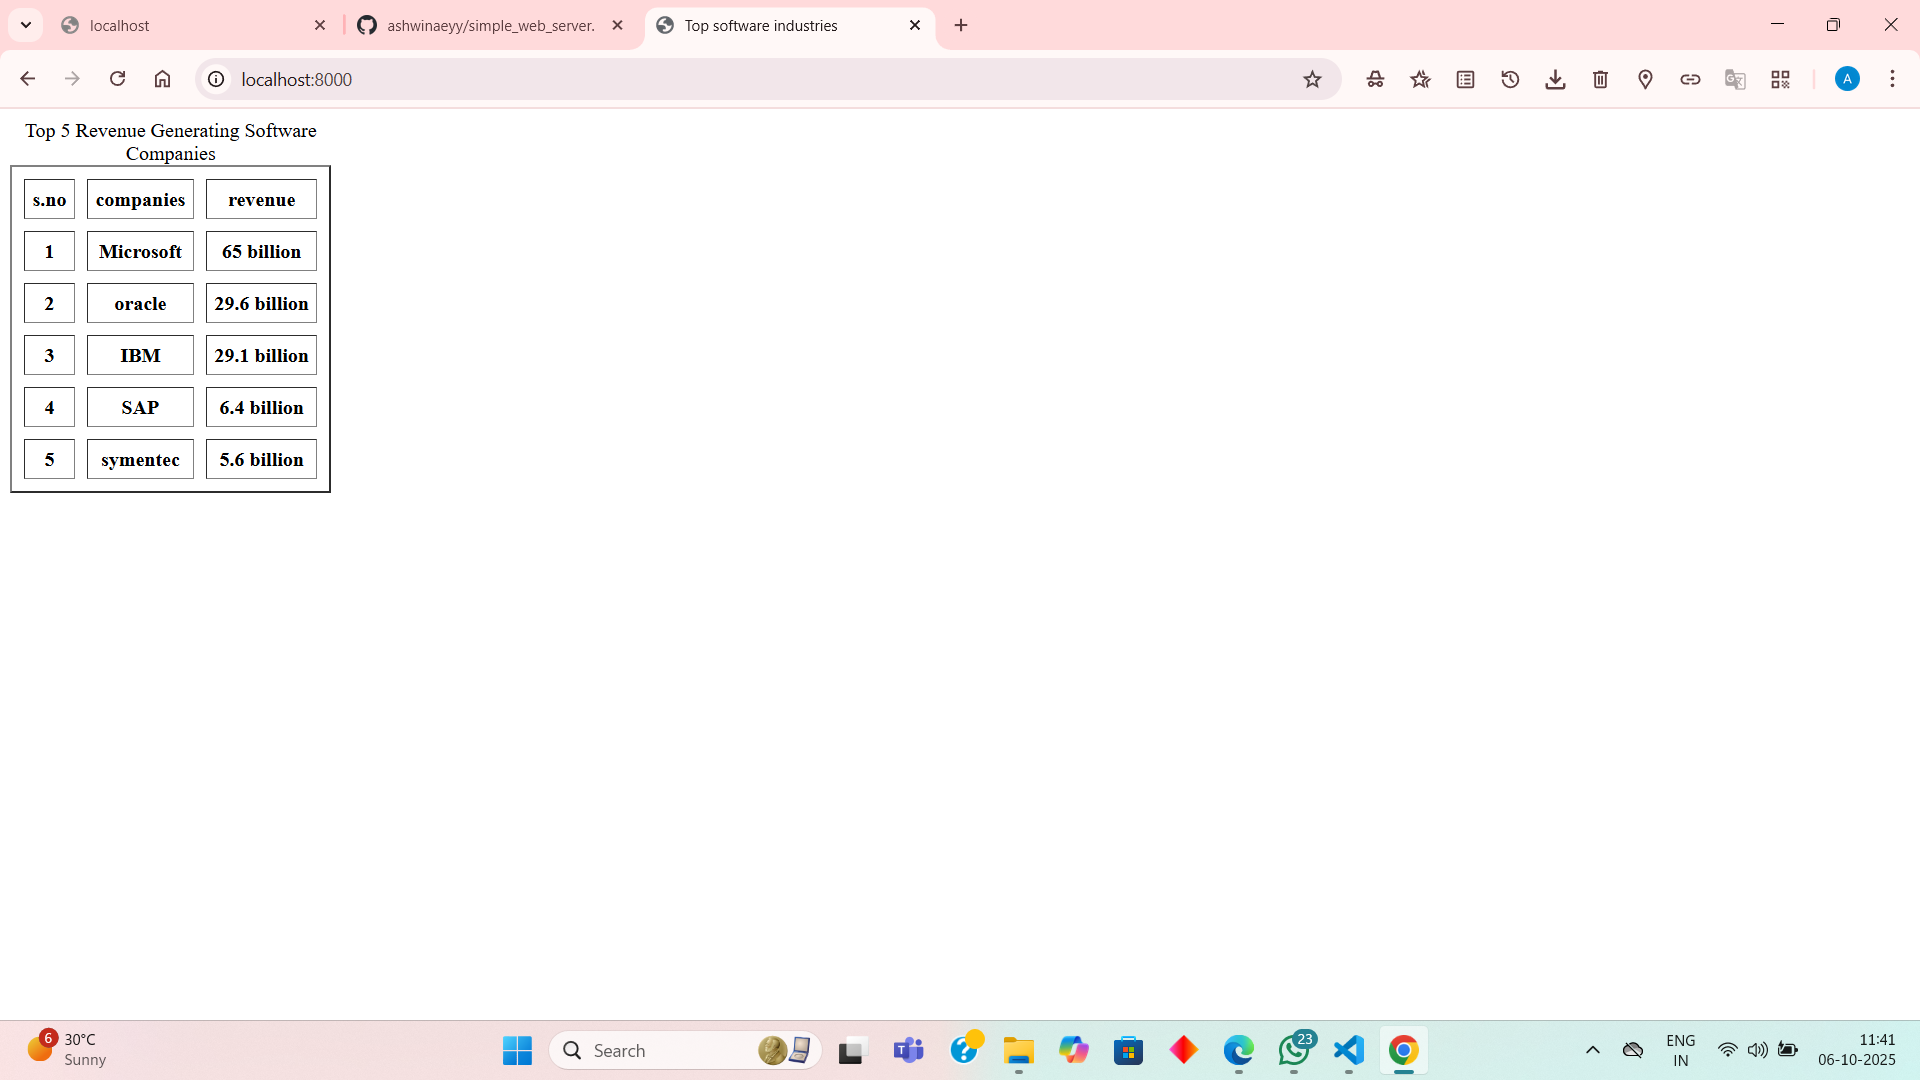 localhost
ashwinaeyy/simple_web_server.
Top software industries
localhost:8000
A
Top 5 Revenue Generating Software
Companies
s.no companies revenue
1 Microsoft 65 billion
2 oracle 29.6 billion
3 IBM 29.1 billion
4 SAP 6.4 billion
5 symentec 5.6 billion
6
30°C
Sunny
Search
23
ENG
IN
11:41
06-10-2025